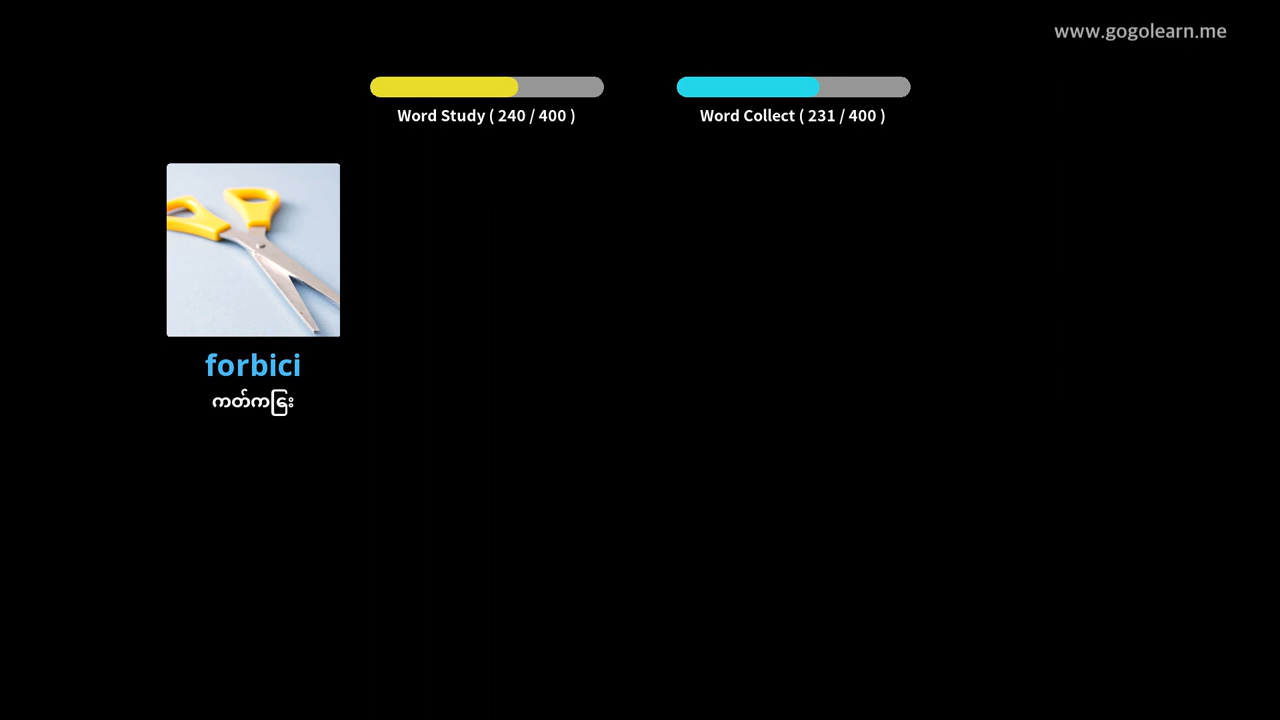 www.gogolearn.me
Word Study ( 240 / 400 )
Word Collect ( 231 / 400 )
forbici
ကတ်ကြေး